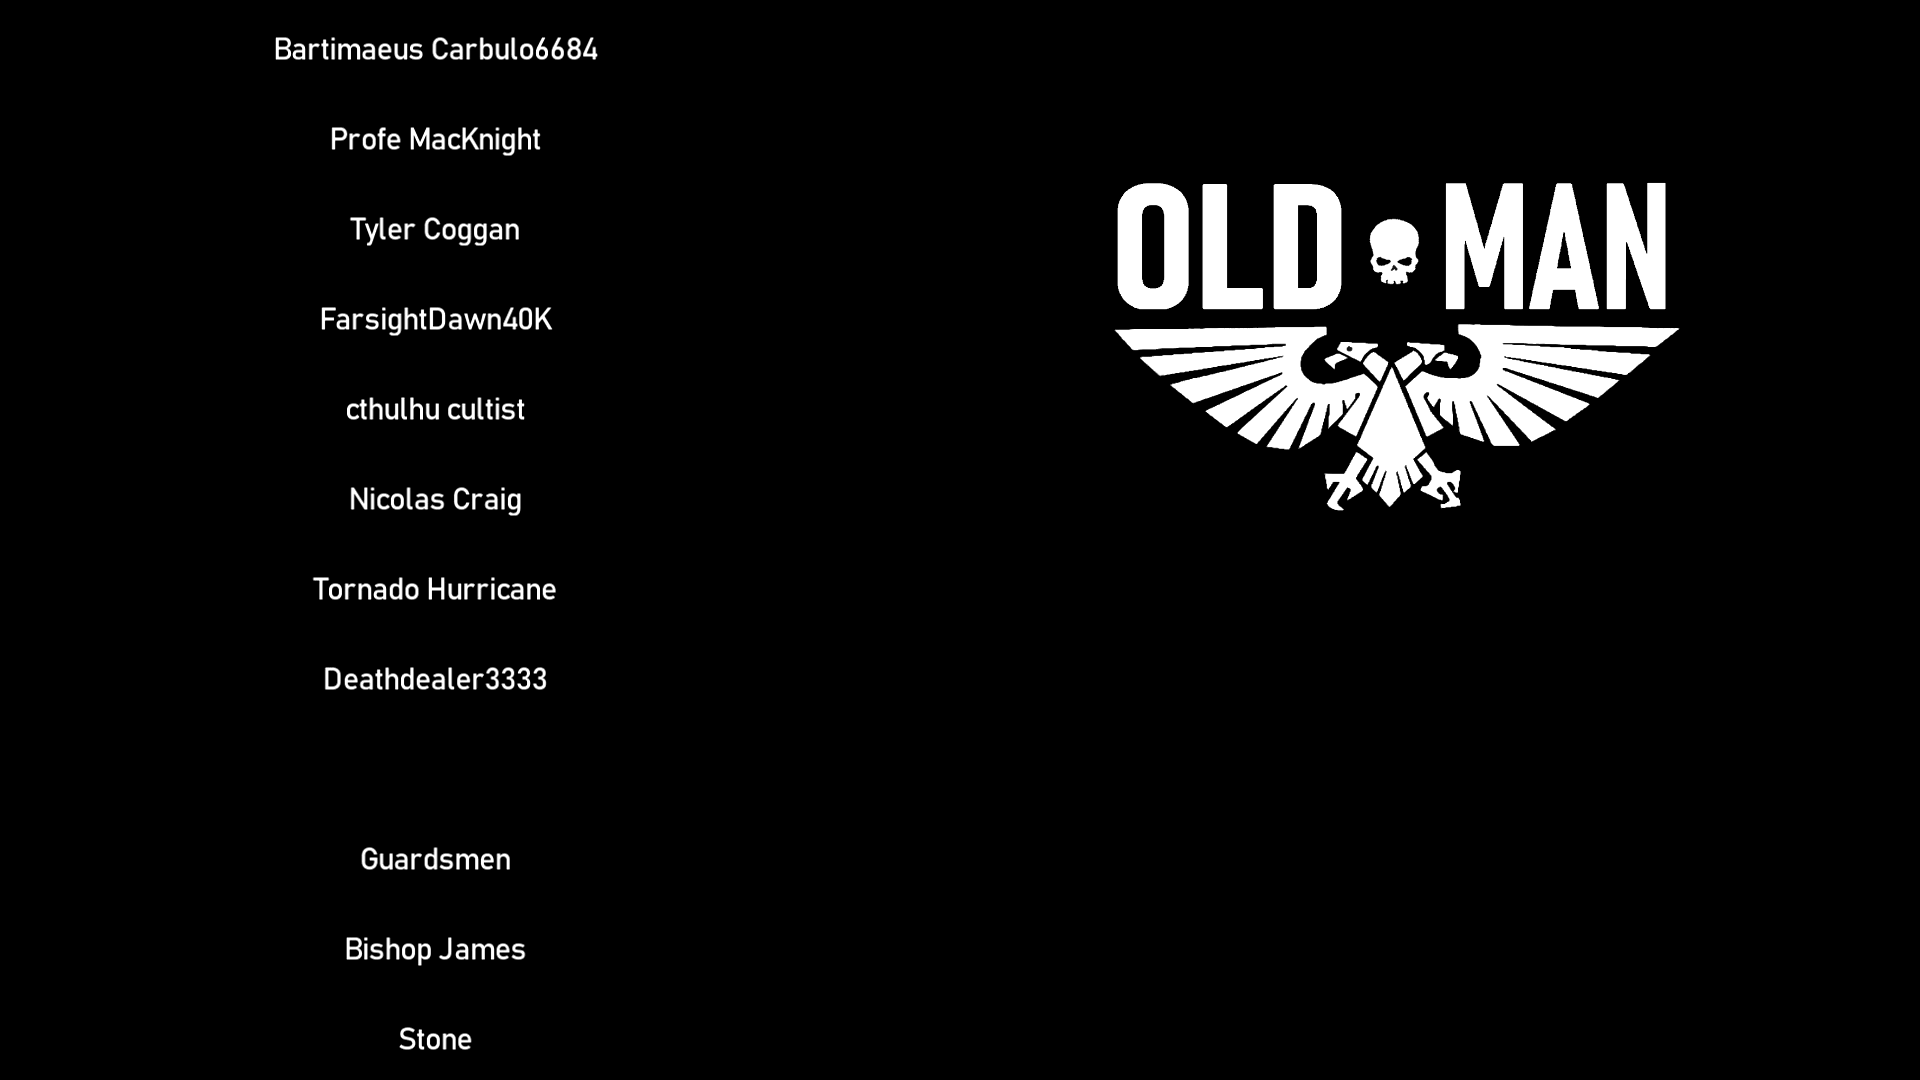 Bartimaeus Carbulo6684
Profe MacKnight
Tyler Coggan
FarsightDawn40K
cthulhu cultist
Nicolas Craig
Tornado Hurricane
Deathdealer3333
Guardsmen
Bishop James
Stone
OLD MAN